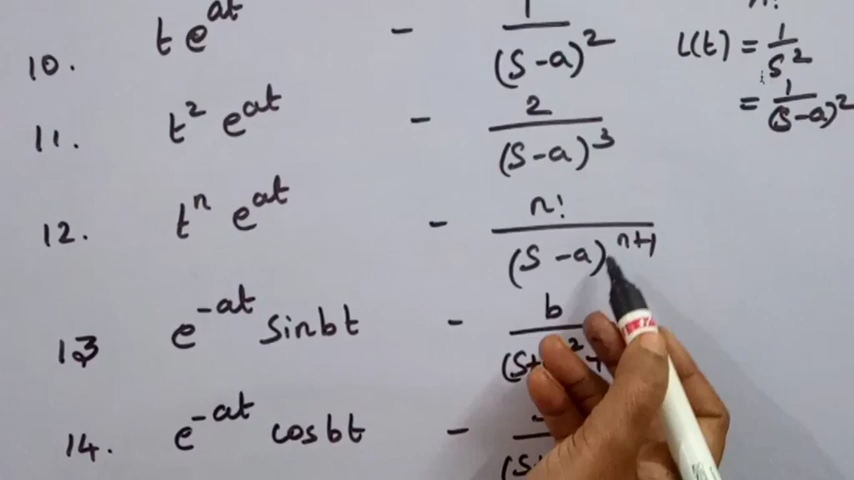 10. t e^at - 1/(S-a)^2
L(t) = 1/S^2
= 1/(S-a)^2
11. t^2 e^at - 2/(S-a)^3
12. t^n e^at - n!/(S-a)^n+1
13 e^-at sinbt - b/(S+
14. e^-at cosbt -